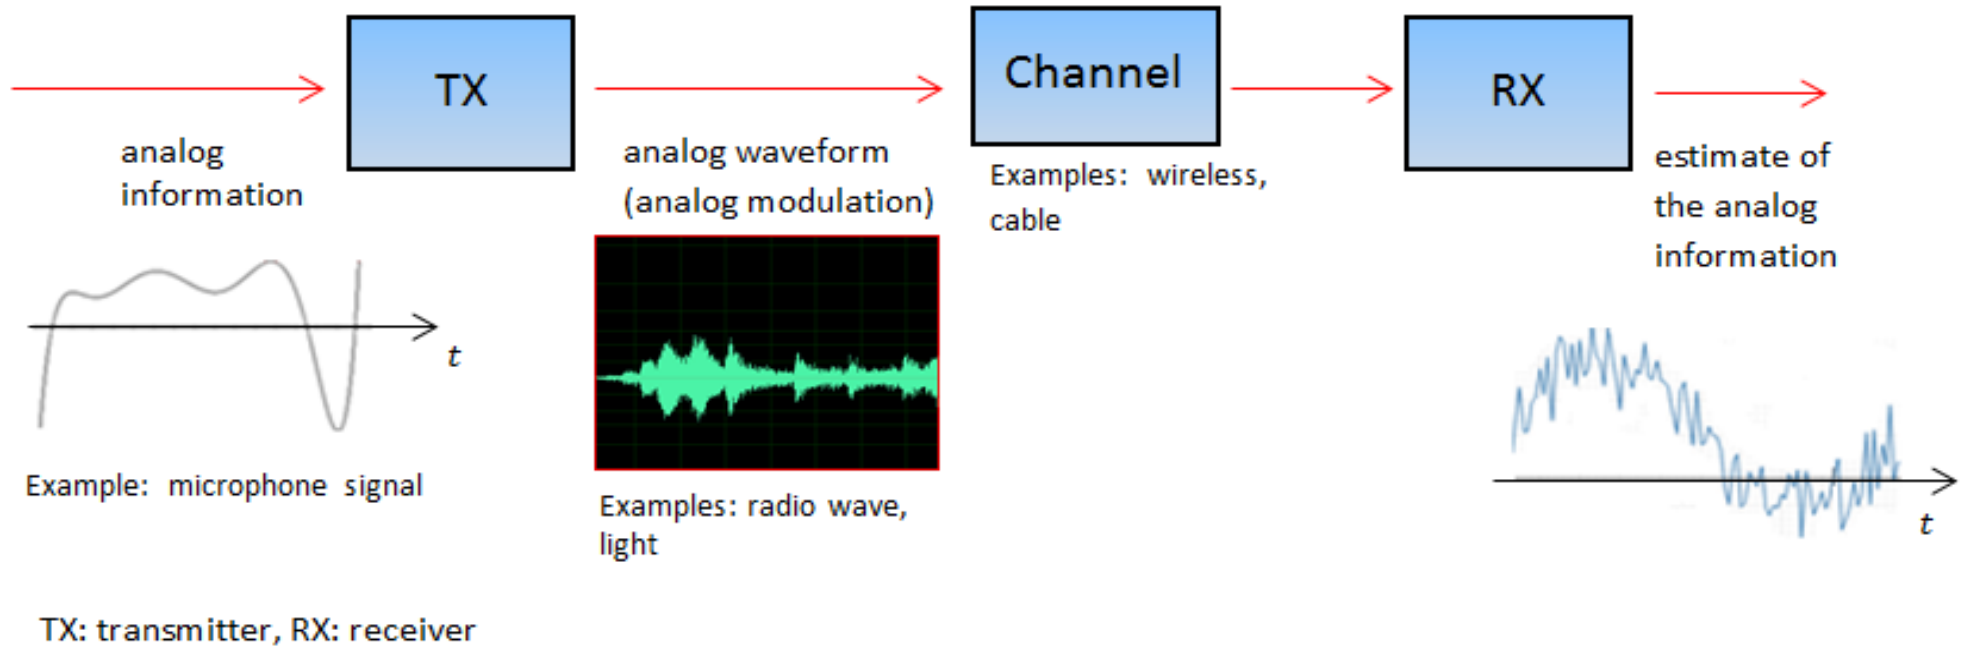 TX
Channel
RX
analog
information
analog waveform
(analog modulation)
Examples: wireless,
cable
estimate of
the analog
information
t
Example: microphone signal
Examples: radio wave,
light
t
TX: transmitter, RX: receiver